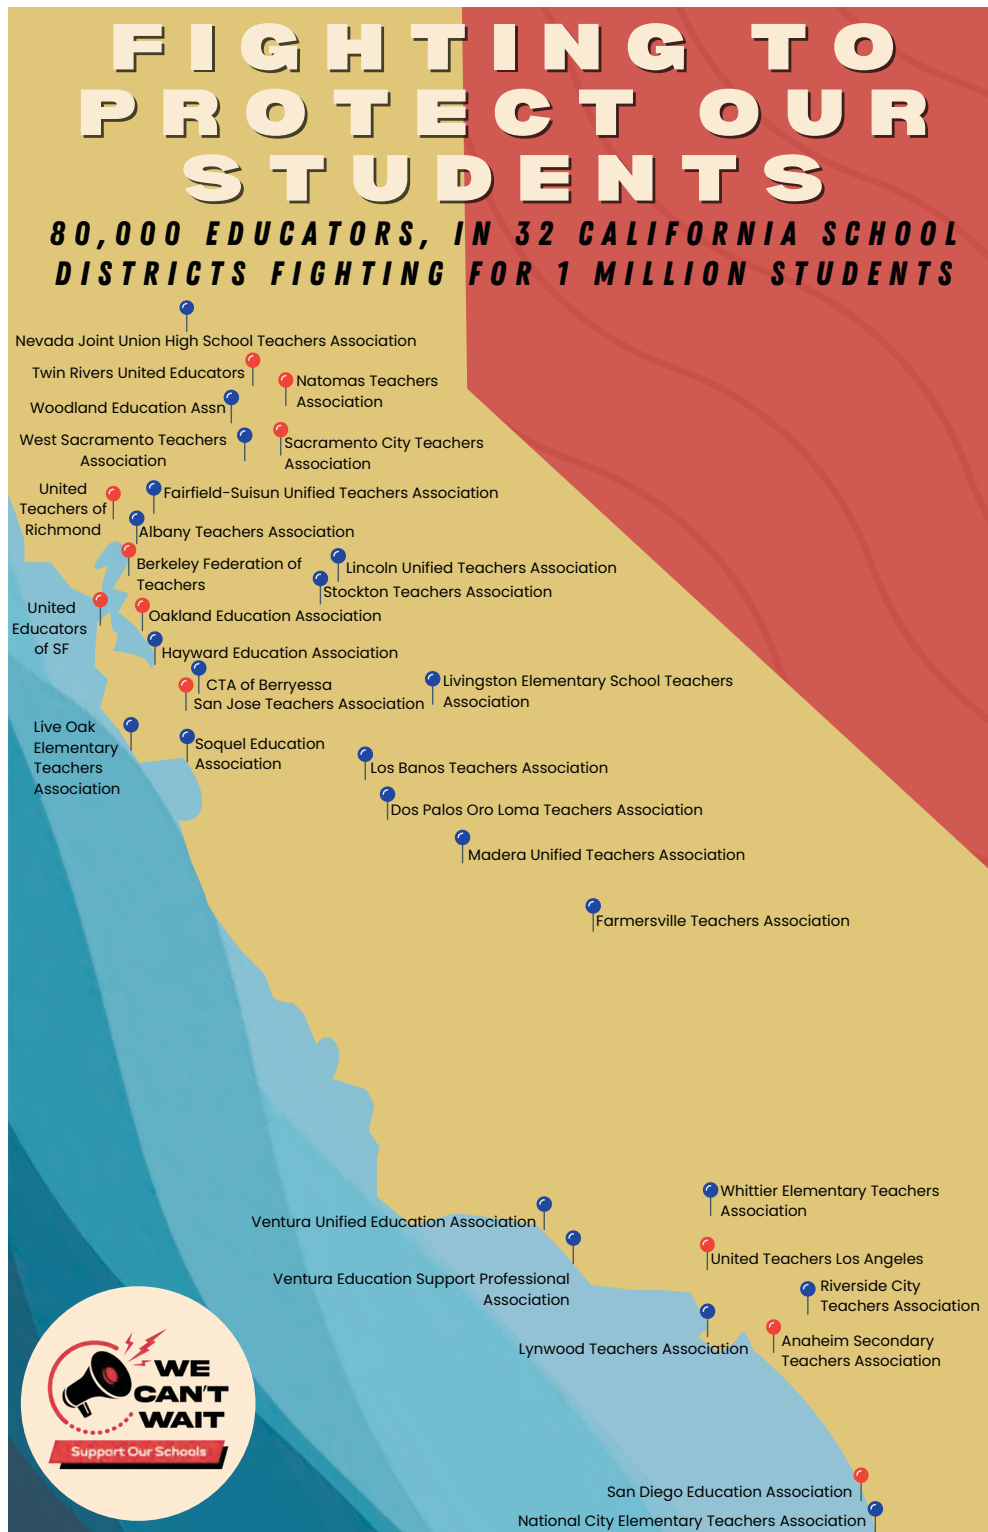 FIGHTING TO
PROTECT OUR
STUDENTS
80,000 EDUCATORS, IN 32 CALIFORNIA SCHOOL
DISTRICTS FIGHTING FOR 1 MILLION STUDENTS
Nevada Joint Union High School Teachers Association
Twin Rivers United Educators
Natomas Teachers
Association
Woodland Education Assn
West Sacramento Teachers
Association
Sacramento City Teachers
Association
United
Teachers of
Richmond
Fairfield-Suisun Unified Teachers Association
Albany Teachers Association
Berkeley Federation of
Teachers
Lincoln Unified Teachers Association
Stockton Teachers Association
United
Educators
of SF
Oakland Education Association
Hayward Education Association
CTA of Berryessa
San Jose Teachers Association
Livingston Elementary School Teachers
Association
Live Oak
Elementary
Teachers
Association
Soquel Education
Association
Los Banos Teachers Association
Dos Palos Oro Loma Teachers Association
Madera Unified Teachers Association
Farmersville Teachers Association
Whittier Elementary Teachers
Association
Ventura Unified Education Association
United Teachers Los Angeles
Ventura Education Support Professional
Association
Riverside City
Teachers Association
Lynwood Teachers Association
Anaheim Secondary
Teachers Association
WE
CAN'T
WAIT
Support Our Schools
San Diego Education Association
National City Elementary Teachers Association